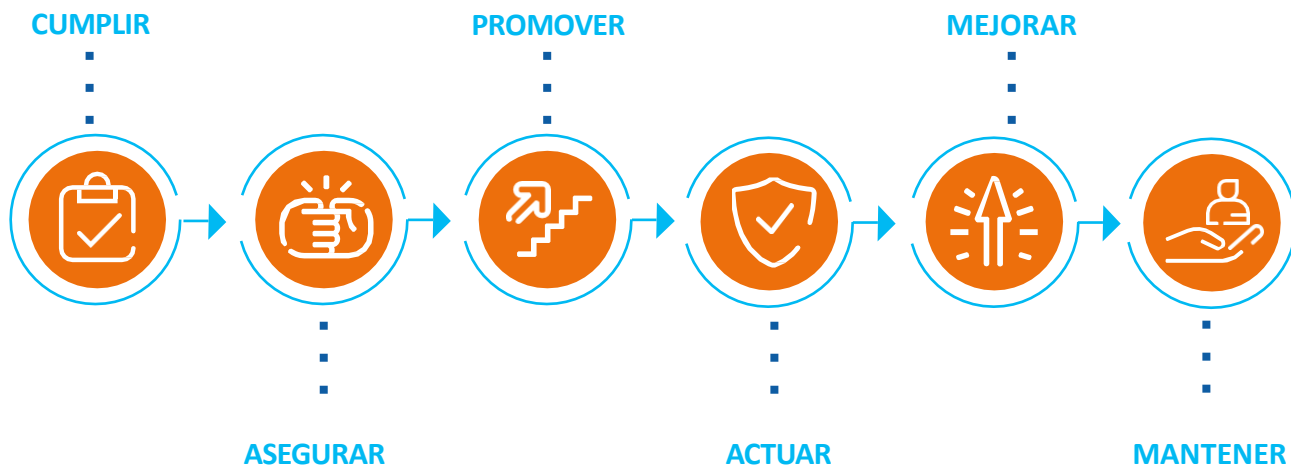 CUMPLIR
PROMOVER
MEJORAR
ASEGURAR
ACTUAR
MANTENER